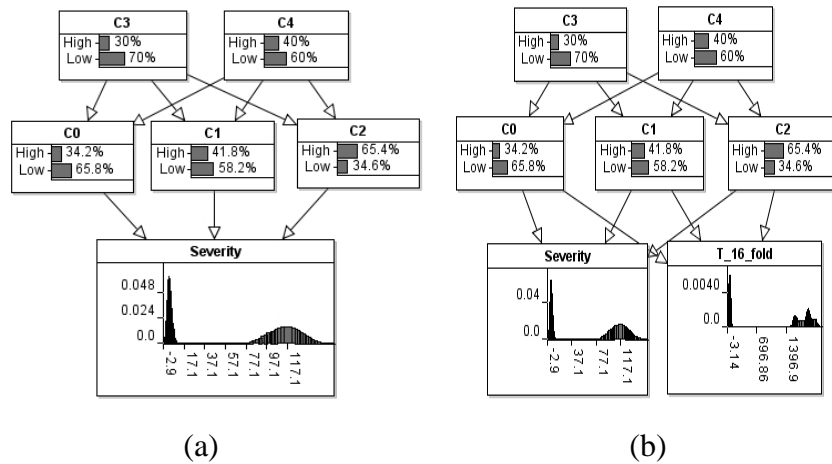 C3
High 30%
Low 70%
C4
High 40%
Low 60%
C0
High 34.2%
Low 65.8%
C1
High 41.8%
Low 58.2%
C2
High 65.4%
Low 34.6%
Severity
0.048
0.024
0.0
-2.9
17.1
37.1
57.1
77.1
97.1
117.1
(a)
C3
High 30%
Low 70%
C4
High 40%
Low 60%
C0
High 34.2%
Low 65.8%
C1
High 41.8%
Low 58.2%
C2
High 65.4%
Low 34.6%
Severity
0.04
0.0
-2.9
37.1
77.1
117.1
T_16_fold
0.0040
0.0
-3.14
696.86
1396.9
(b)